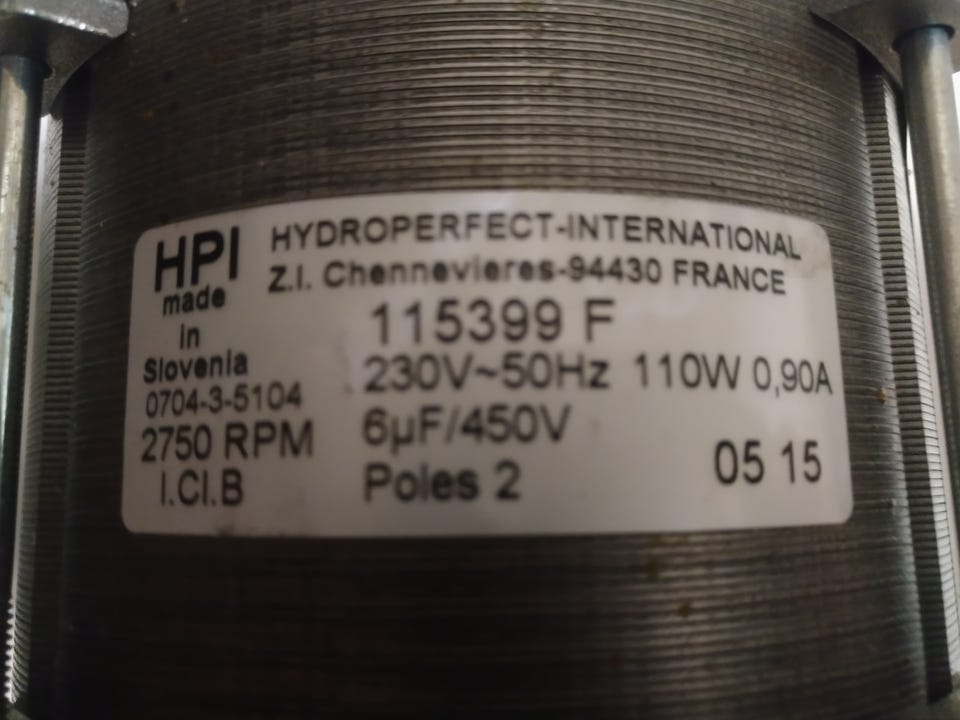 HPI
made
in
Slovenia
0704-3-5104
2750 RPM
I.Cl.B
HYDROPERFECT-INTERNATIONAL
Z.I. Chennevieres-94430 FRANCE
115399 F
230V~50Hz 110W 0,90A
6µF/450V
Poles 2
05 15